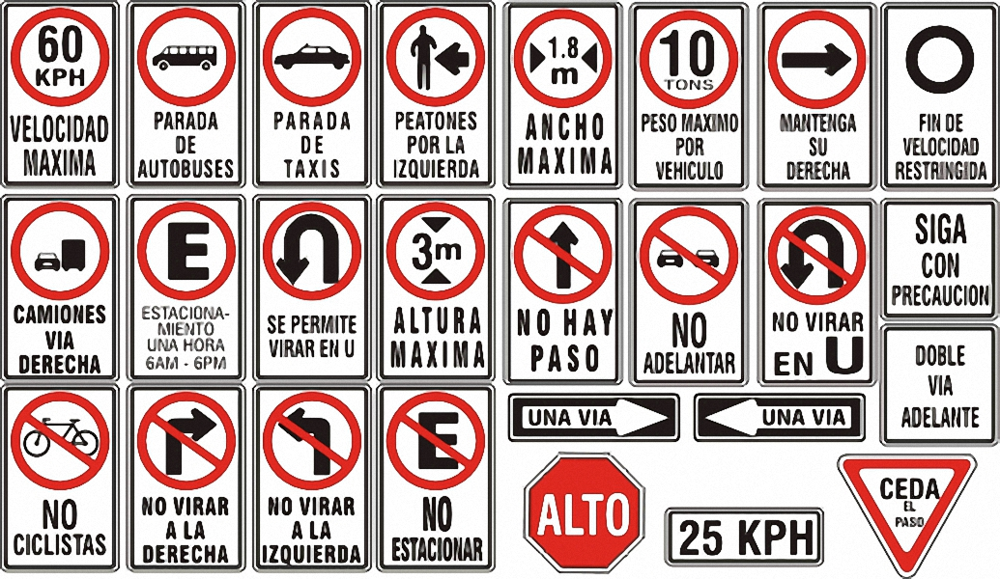 60
KPH
VELOCIDAD
MAXIMA
PARADA
DE
AUTOBUSES
PARADA
DE
TAXIS
PEATONES
POR LA
IZQUIERDA
1.8
m
ANCHO
MAXIMA
10
TONS
PESO MAXIMO
POR
VEHICULO
MANTENGA
SU
DERECHA
FIN DE
VELOCIDAD
RESTRINGIDA
CAMIONES
VIA
DERECHA
E
ESTACIONA-
MIENTO
UNA HORA
6AM - 6PM
SE PERMITE
VIRAR EN U
3m
ALTURA
MAXIMA
NO HAY
PASO
NO
ADELANTAR
NO VIRAR
EN U
SIGA
CON
PRECAUCION
DOBLE
VIA
ADELANTE
NO
CICLISTAS
NO VIRAR
A LA
DERECHA
NO VIRAR
A LA
IZQUIERDA
E
NO
ESTACIONAR
UNA VIA
UNA VIA
ALTO
25 KPH
CEDA
EL
PASO